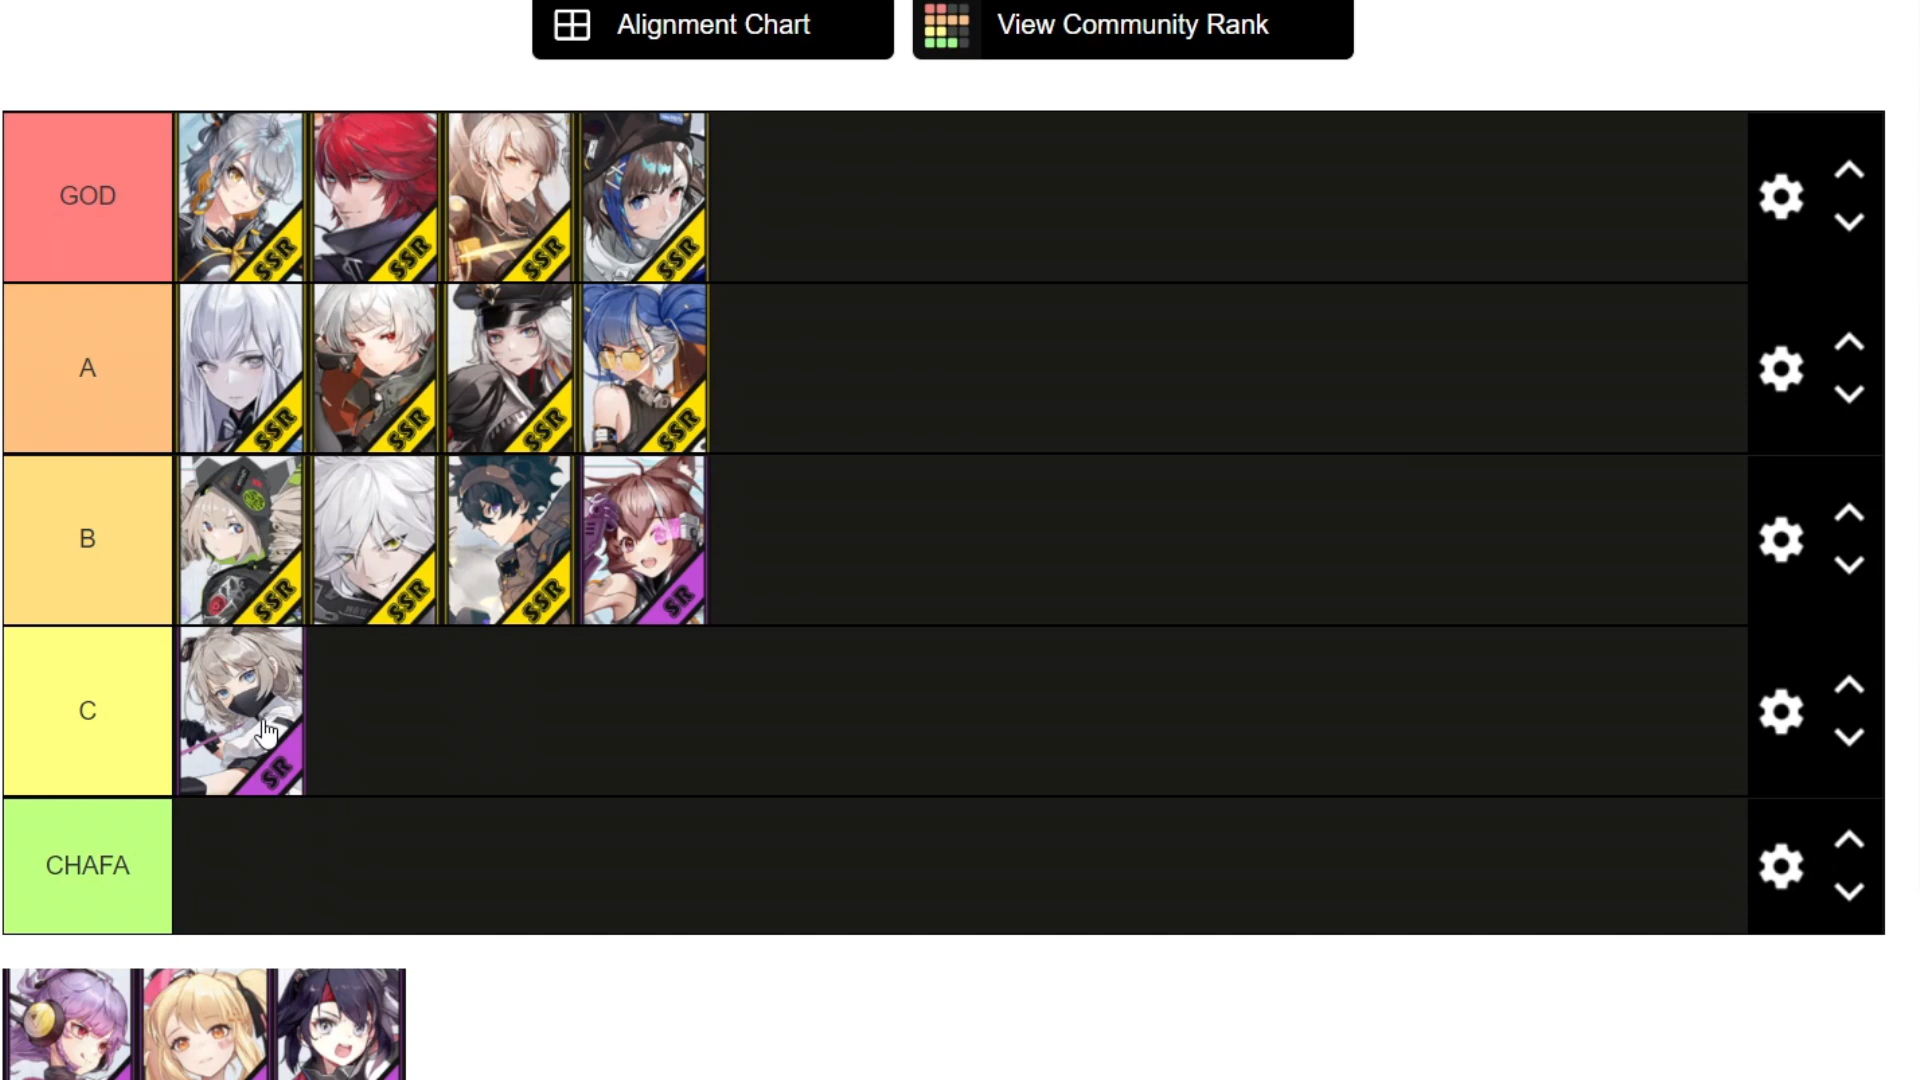 Alignment Chart
View Community Rank
GOD
SSR SSR SSR SSR
A
SSR SSR SSR SSR
B
SSR SSR SSR SR
C
SR
CHAFA